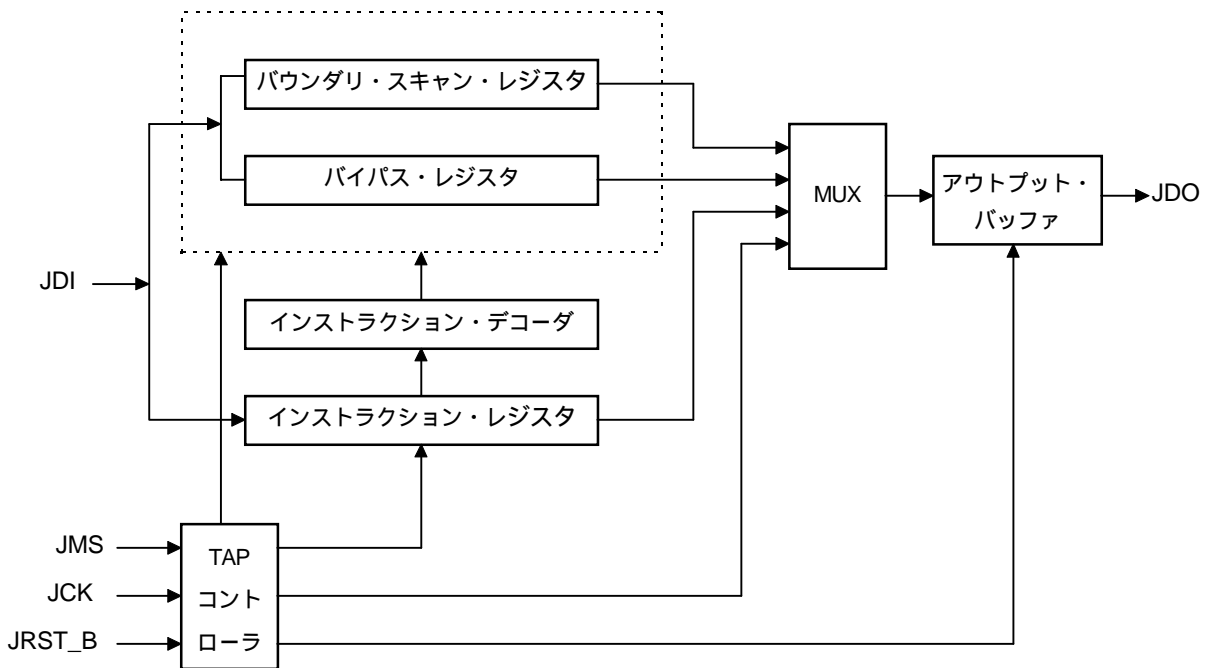 バウンダリ・スキャン・レジスタ
バイパス・レジスタ
MUX
アウトプット・
バッファ
JDO
JDI
インストラクション・デコーダ
インストラクション・レジスタ
JMS
JCK
JRST_B
TAP
コント
ローラ